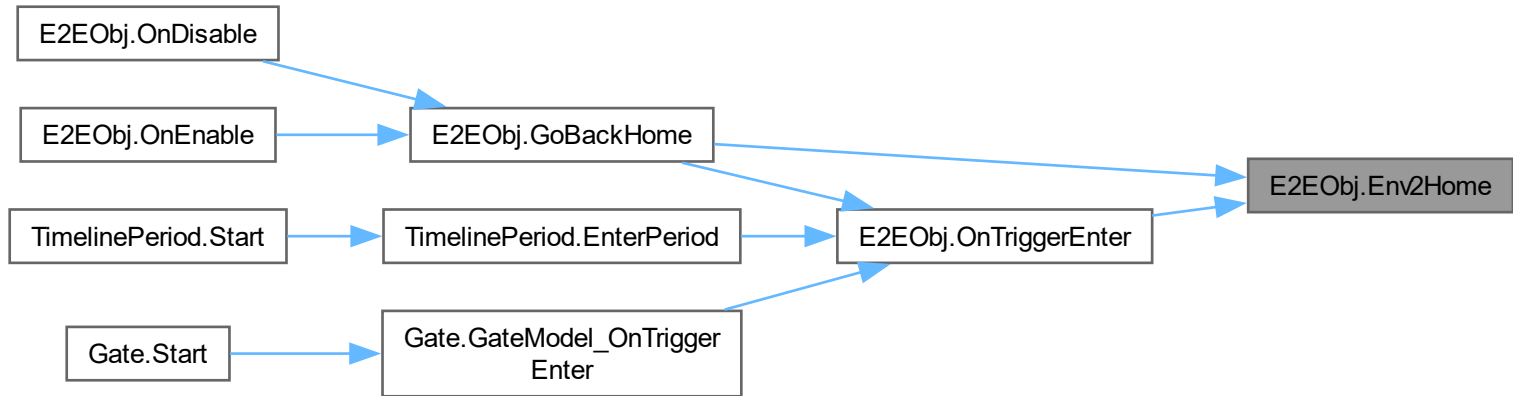 E2EObj.OnDisable
E2EObj.OnEnable
E2EObj.GoBackHome
E2EObj.Env2Home
TimelinePeriod.Start
TimelinePeriod.EnterPeriod
E2EObj.OnTriggerEnter
Gate.Start
Gate.GateModel_OnTrigger
Enter